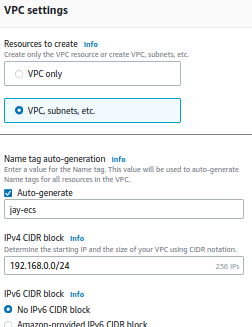 VPC settings
Resources to create Info
Create only the VPC resource or create VPC, subnets, etc.
VPC only
VPC, subnets, etc.
Name tag auto-generation Info
Enter a value for the Name tag. This value will be used to auto-generate
Name tags for all resources in the VPC.
Auto-generate
jay-ecs
IPv4 CIDR block Info
Determine the starting IP and the size of your VPC using CIDR notation.
192.168.0.0/24 256 IPs
IPv6 CIDR block Info
No IPv6 CIDR block
Amazon-provided IPv6 CIDR block